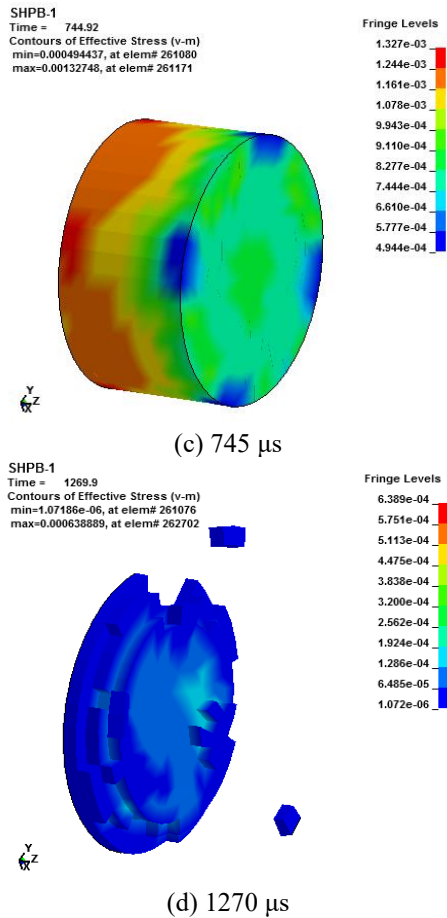 SHPB-1
Time = 744.92
Contours of Effective Stress (v-m)
min=0.000494437, at elem# 261080
max=0.00132748, at elem# 261171
Fringe Levels
1.327e-03
1.244e-03
1.161e-03
1.078e-03
9.943e-04
9.110e-04
8.277e-04
7.444e-04
6.610e-04
5.777e-04
4.944e-04
Y
Z
X
(c) 745 μs
SHPB-1
Time = 1269.9
Contours of Effective Stress (v-m)
min=1.07186e-06, at elem# 261076
max=0.000638889, at elem# 262702
Fringe Levels
6.389e-04
5.751e-04
5.113e-04
4.475e-04
3.838e-04
3.200e-04
2.562e-04
1.924e-04
1.286e-04
6.485e-05
1.072e-06
Y
Z
X
(d) 1270 μs